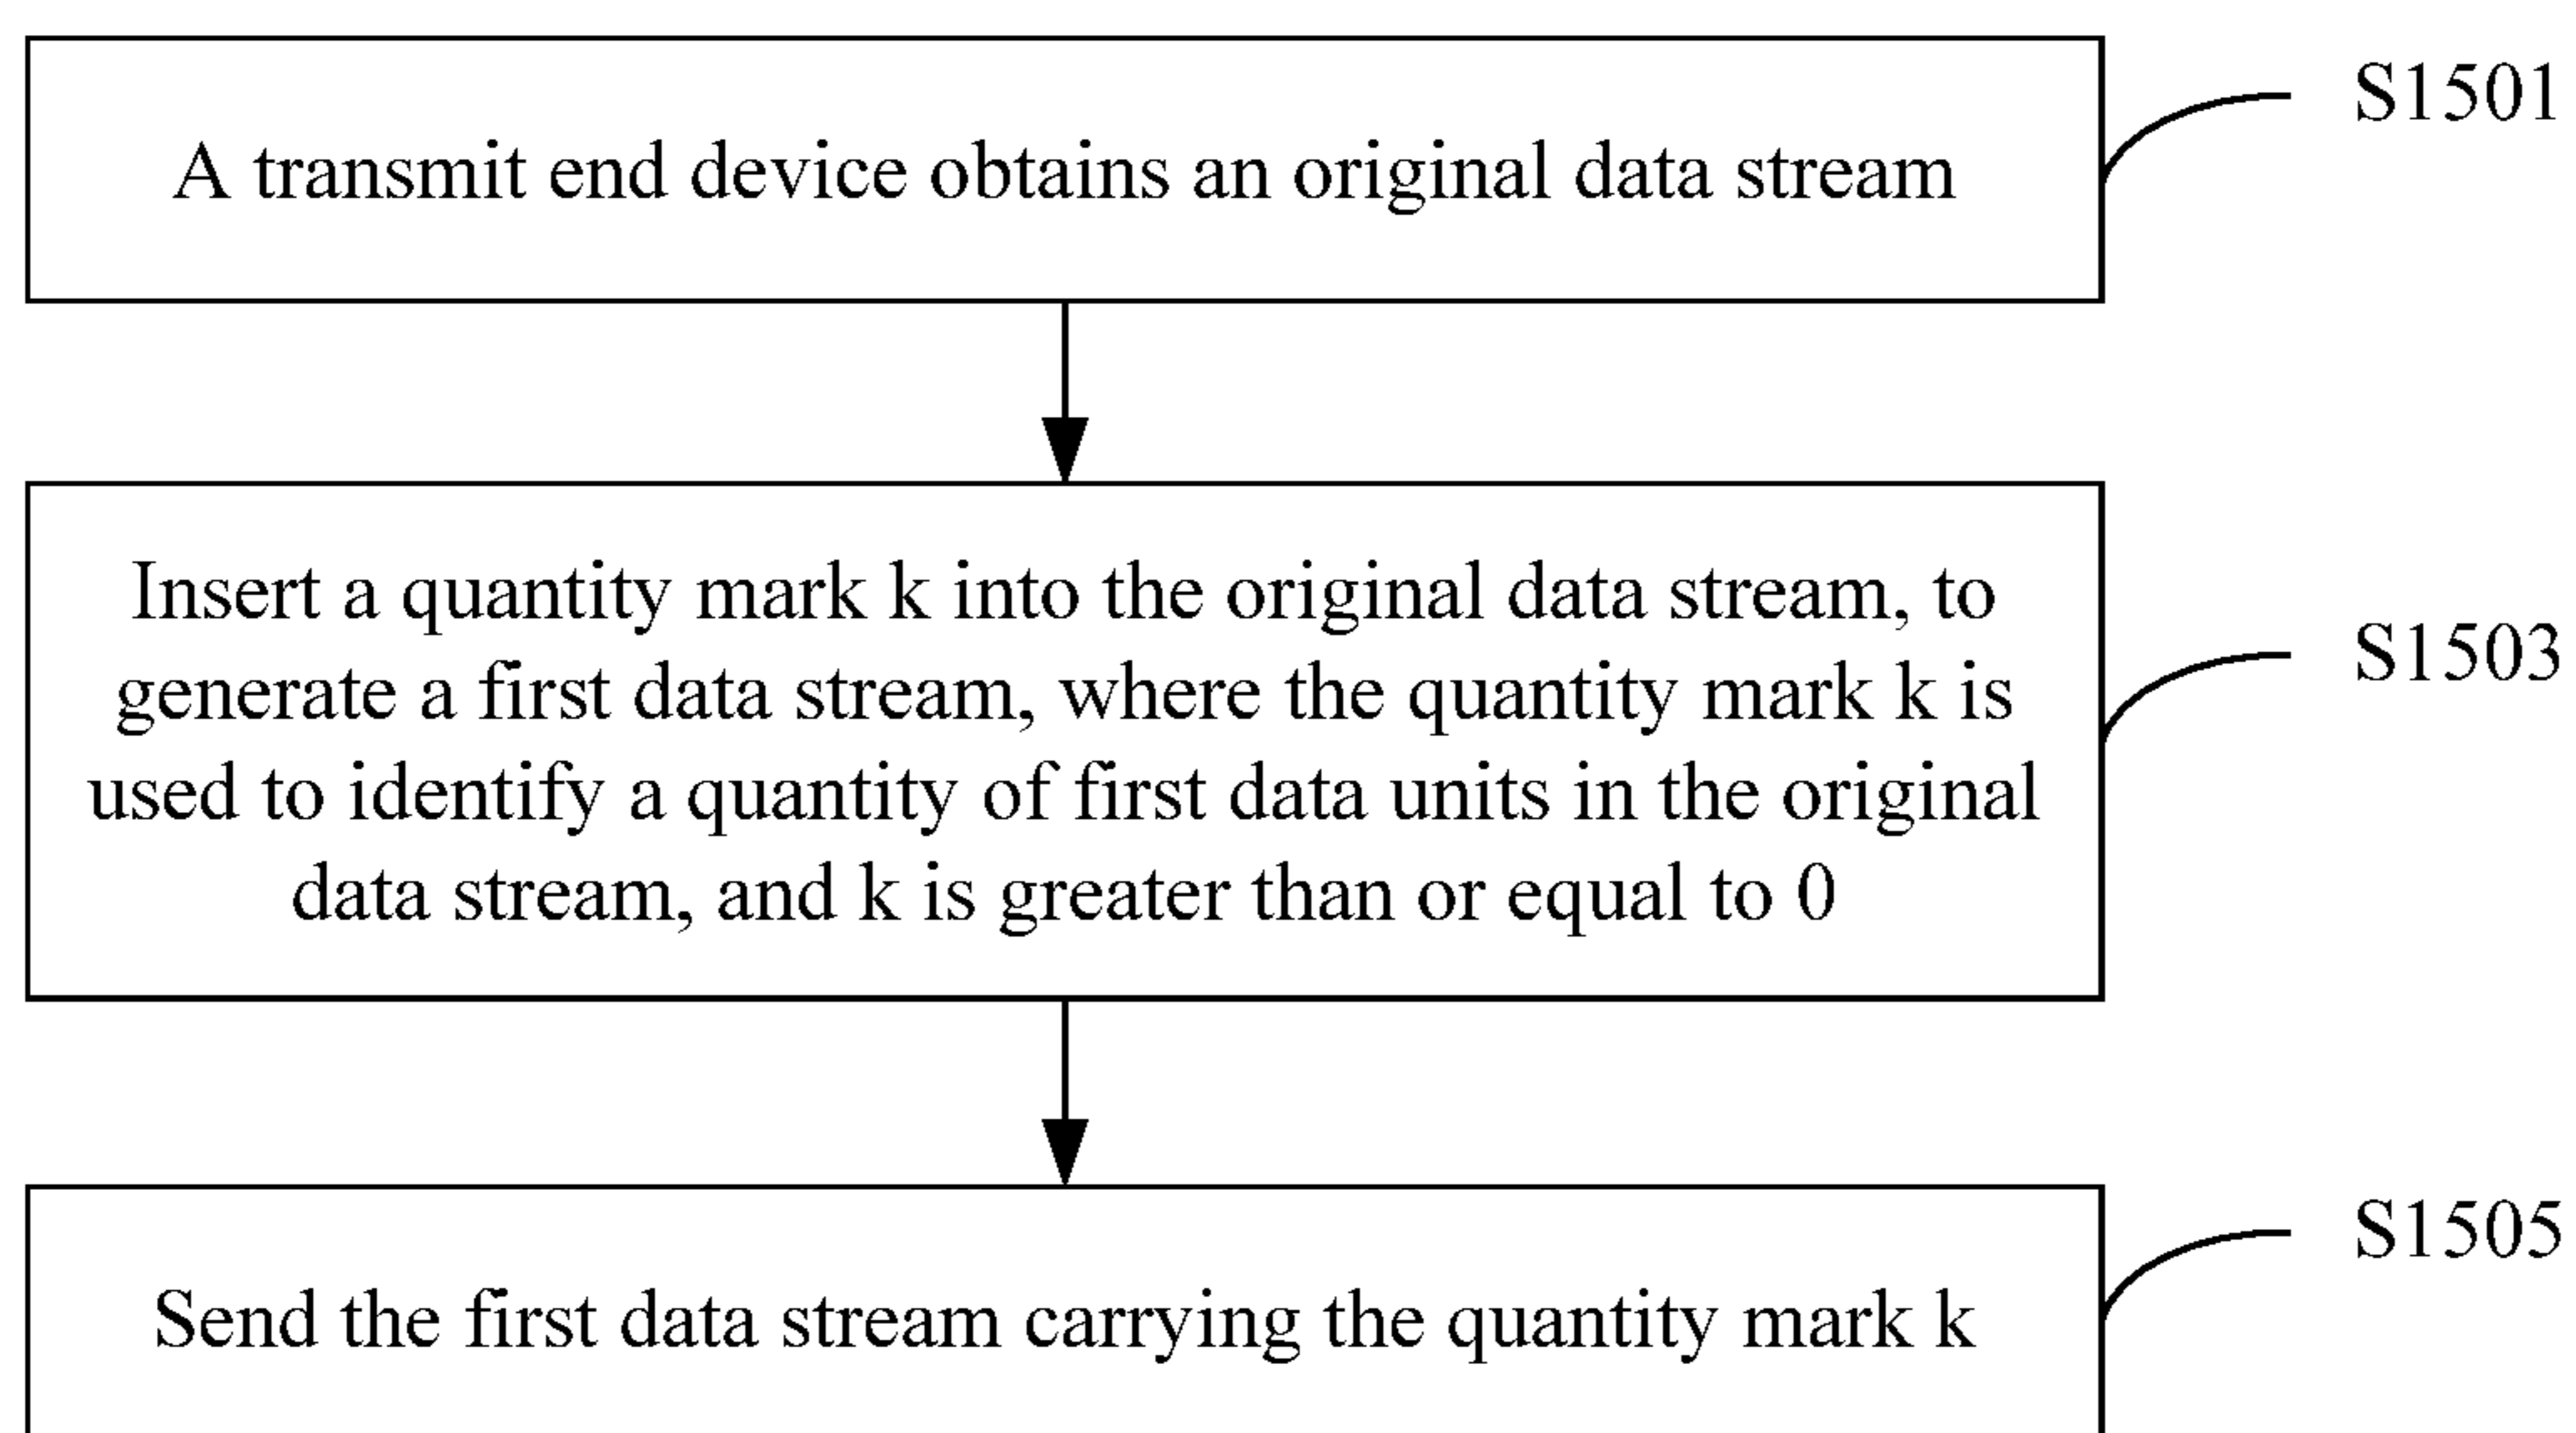 A transmit end device obtains an original data stream
S1501
Insert a quantity mark k into the original data stream, to
generate a first data stream, where the quantity mark k is
used to identify a quantity of first data units in the original
data stream, and k is greater than or equal to 0
S1503
Send the first data stream carrying the quantity mark k
S1505